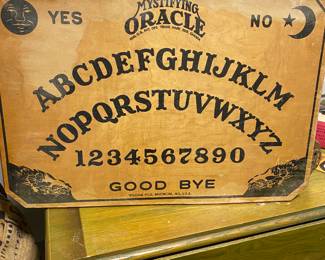 MYSTIFYING
ORACLE
YES
NO
ABCDEFGHIJKLM
NOPQRSTUVWXYZ
1234567890
GOOD BYE